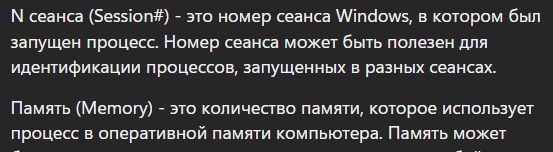 N сеанса (Session#) - это номер сеанса Windows, в котором был
запущен процесс. Номер сеанса может быть полезен для
идентификации процессов, запущенных в разных сеансах.
Память (Memory) - это количество памяти, которое использует
процесс в оперативной памяти компьютера. Память может